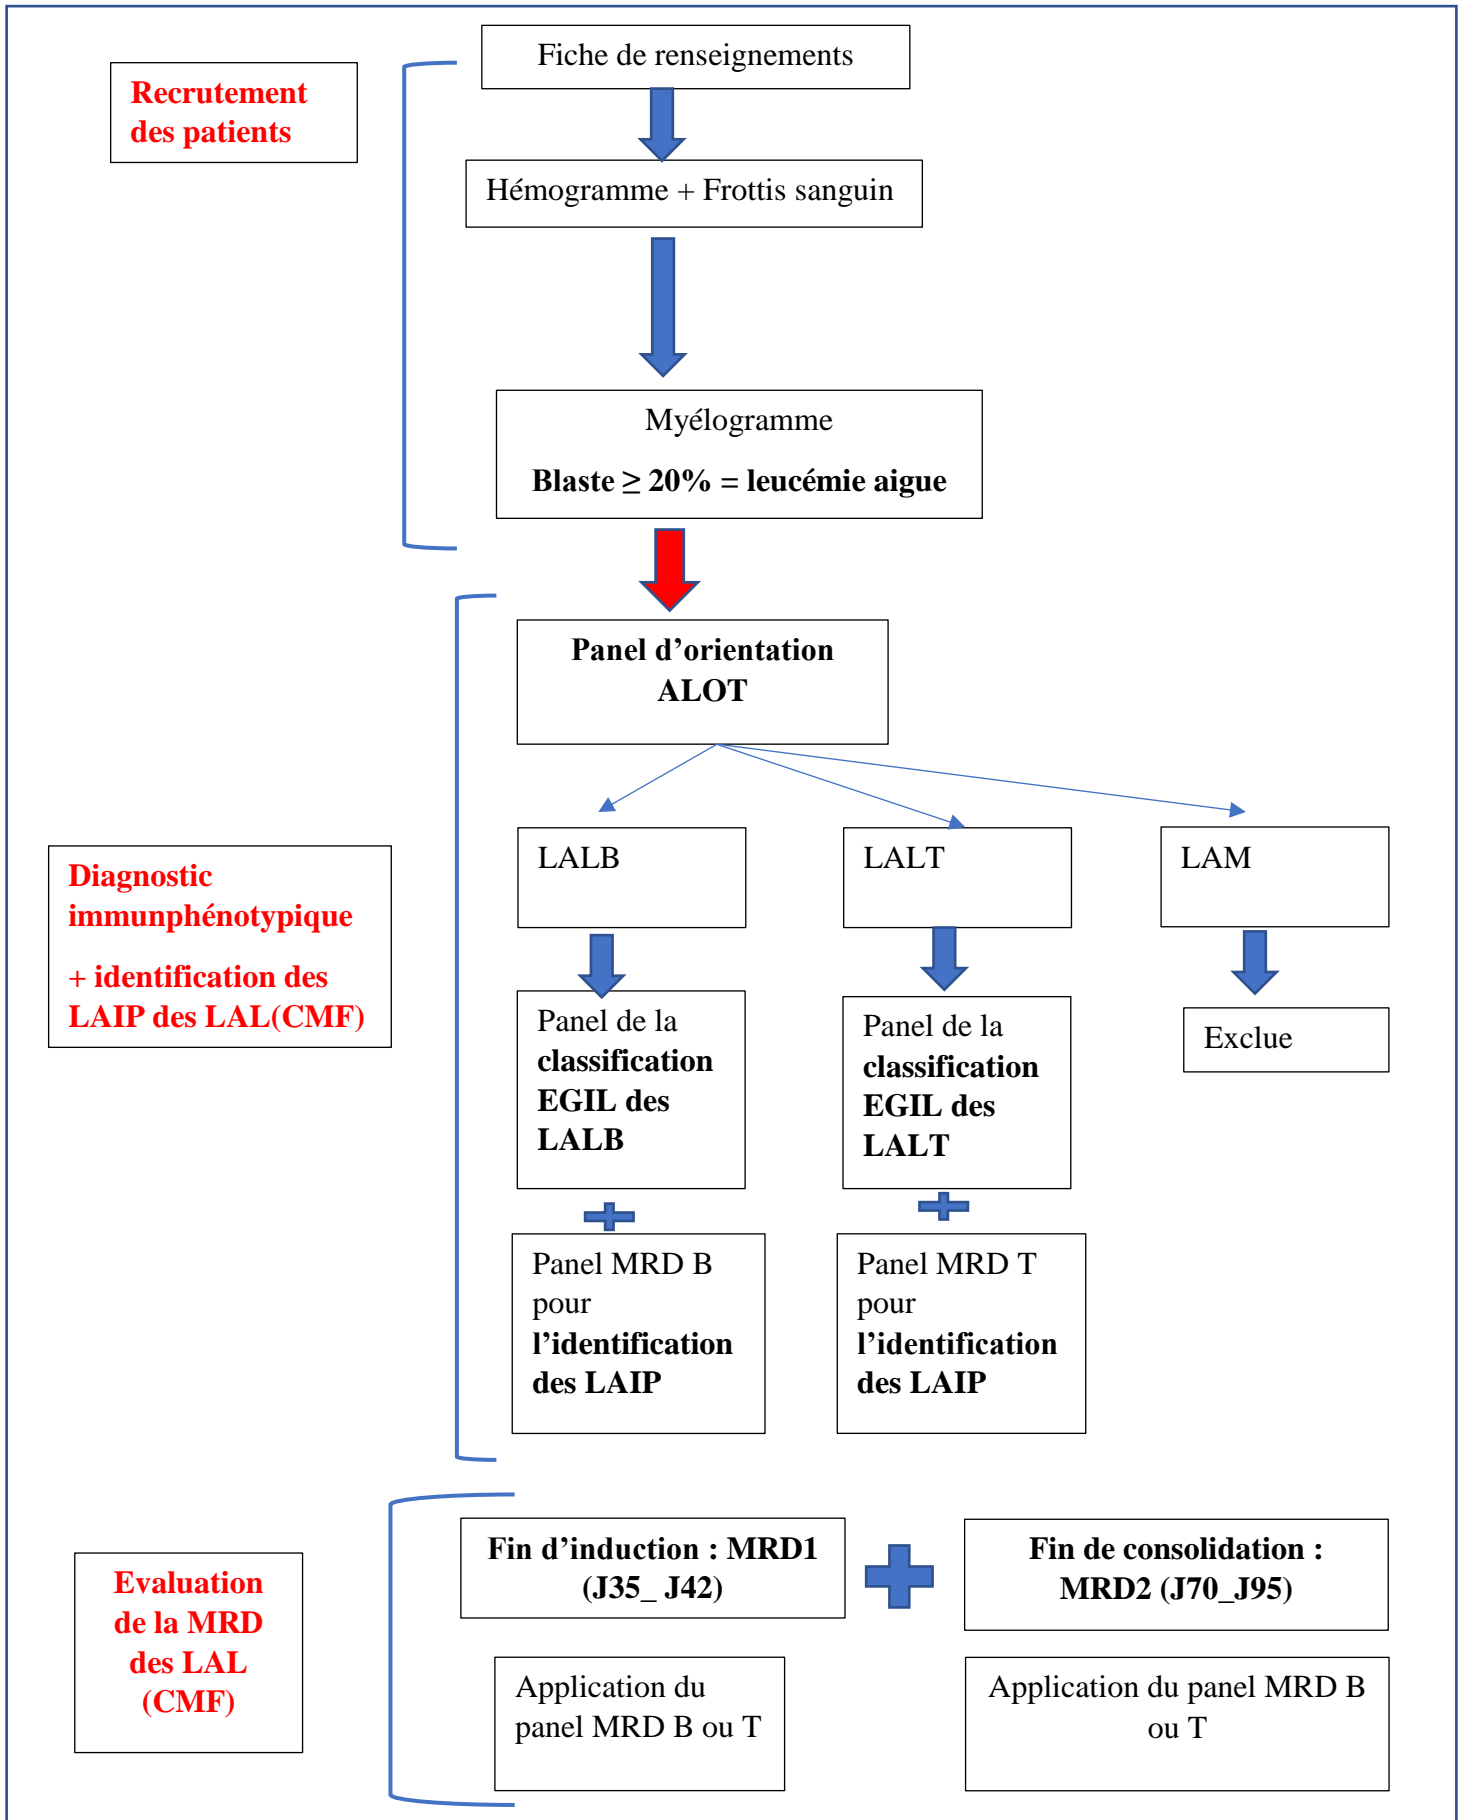 Fiche de renseignements
Recrutement
des patients
Hémogramme + Frottis sanguin
Myélogramme
Blaste ≥ 20% = leucémie aigue
Panel d’orientation
ALOT
LALB
LALT
LAM
Diagnostic
immunphénotypique
+ identification des
LAIP des LAL(CMF)
Panel de la
classification
EGIL des
LALB
Panel de la
classification
EGIL des
LALT
Exclue
Panel MRD B
pour
l’identification
des LAIP
Panel MRD T
pour
l’identification
des LAIP
Evaluation
de la MRD
des LAL
(CMF)
Fin d’induction : MRD1
(J35_ J42)
Fin de consolidation :
MRD2 (J70_J95)
Application du
panel MRD B ou T
Application du panel MRD B
ou T